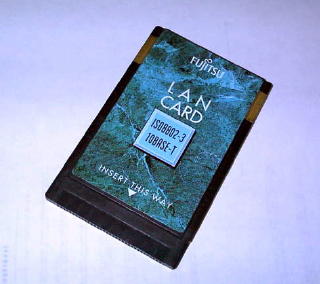 FUJITSU
LAN
CARD
ISO8802-3
10BASE-T
INSERT THIS WAY